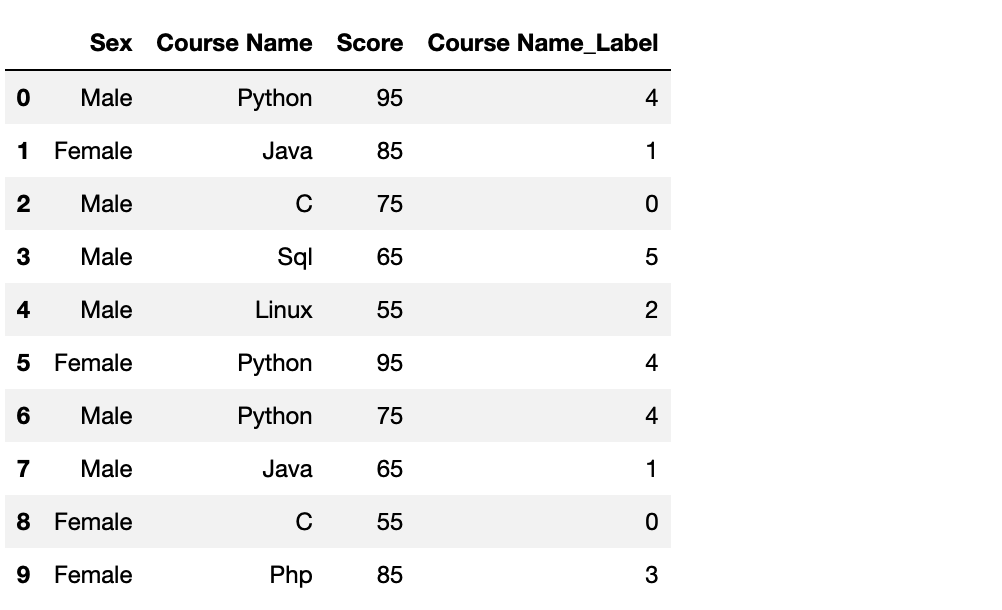 Sex Course Name Score Course Name_Label
0 Male Python 95 4
1 Female Java 85 1
2 Male C 75 0
3 Male Sql 65 5
4 Male Linux 55 2
5 Female Python 95 4
6 Male Python 75 4
7 Male Java 65 1
8 Female C 55 0
9 Female Php 85 3